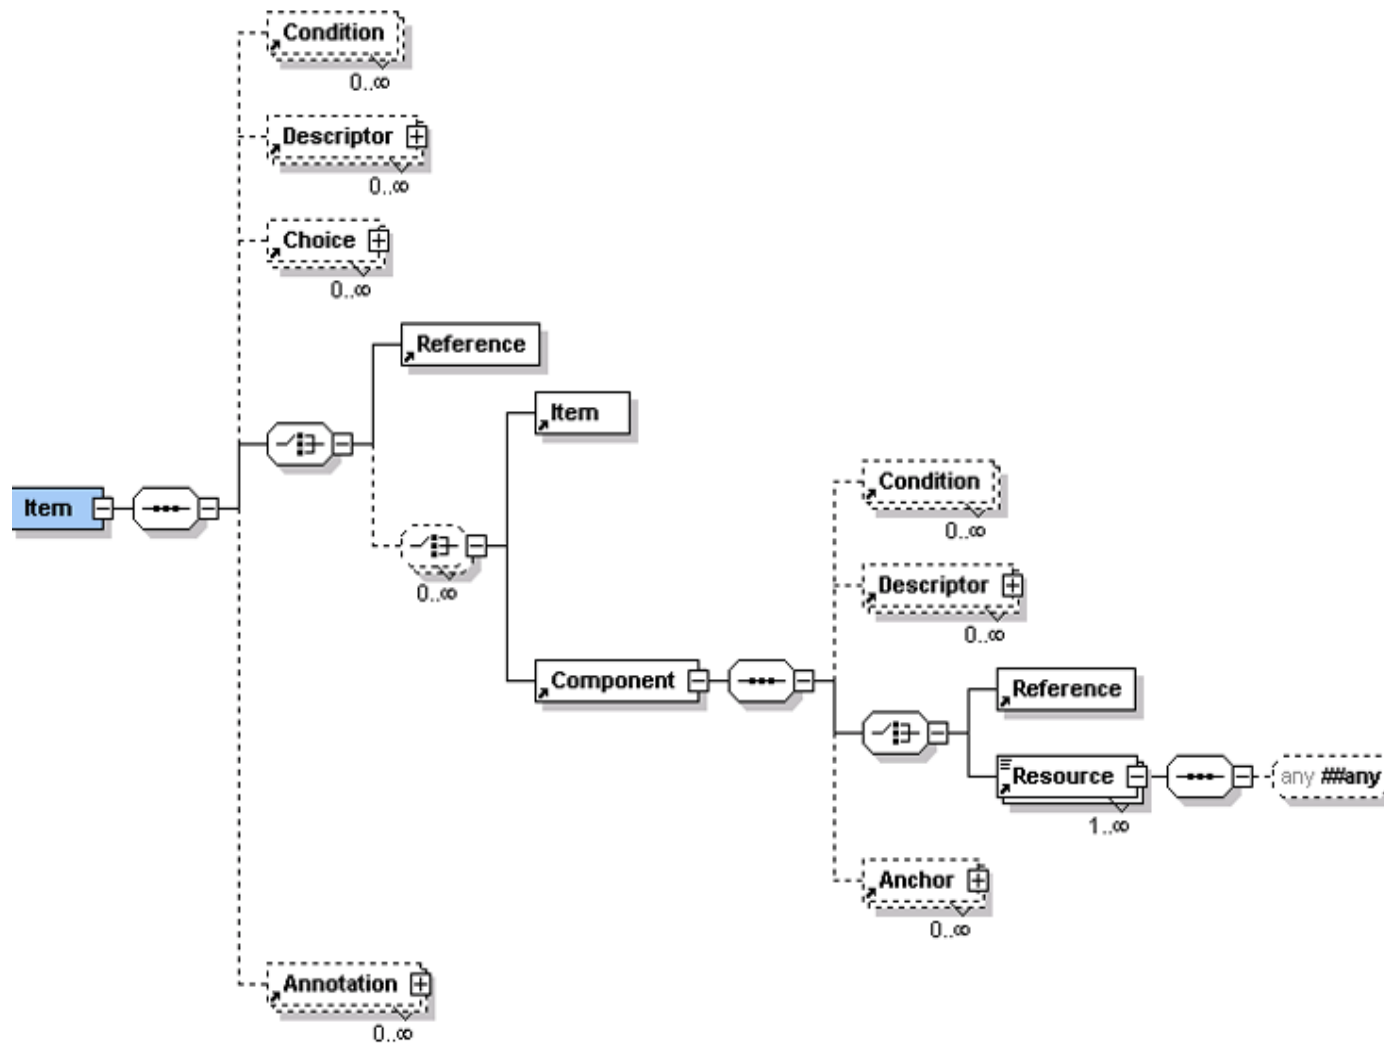 Condition
0..∞
Descriptor
0..∞
Choice
0..∞
Reference
Item
Condition
0..∞
Item
Descriptor
0..∞
0..∞
Component
Reference
Resource
any ##any
1..∞
Anchor
0..∞
Annotation
0..∞